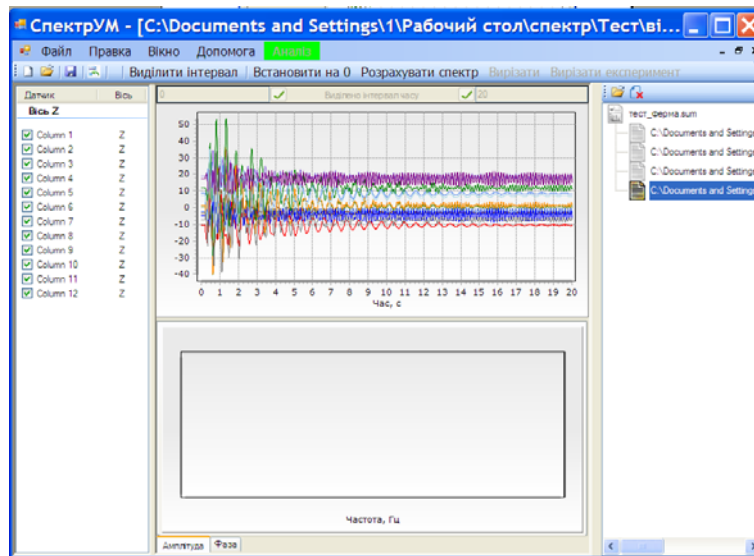 СпектрУМ - [C:\Documents and Settings\1\Рабочий стол\спектр\Тест\ві...
Файл Правка Вікно Допомога Аналіз
Виділити інтервал Встановити на 0 Розрахувати спектр Вирізати Вирізати експеримент
Датчик Вісь
Вісь Z
Column 1 Z
Column 2 Z
Column 3 Z
Column 4 Z
Column 5 Z
Column 6 Z
Column 7 Z
Column 8 Z
Column 9 Z
Column 10 Z
Column 11 Z
Column 12 Z
0 Виділено інтервал часу 20
50
40
30
20
10
0
-10
-20
-30
-40
0 1 2 3 4 5 6 7 8 9 10 11 12 13 14 15 16 17 18 19 20
Час, с
Частота, Гц
Амплітуда Фаза
тест_ферма.sum
C:\Documents and Setting
C:\Documents and Setting
C:\Documents and Setting
C:\Documents and Setting